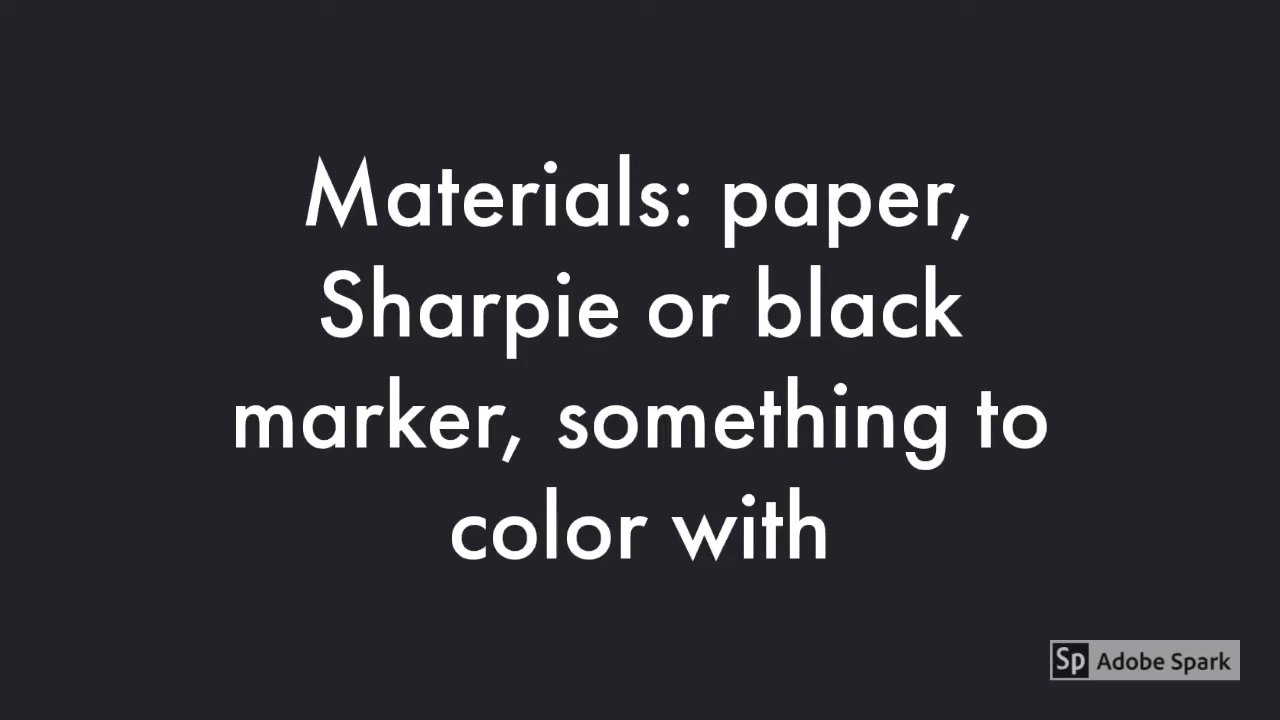 Materials: paper,
Sharpie or black
marker, something to
color with
Sp Adobe Spark